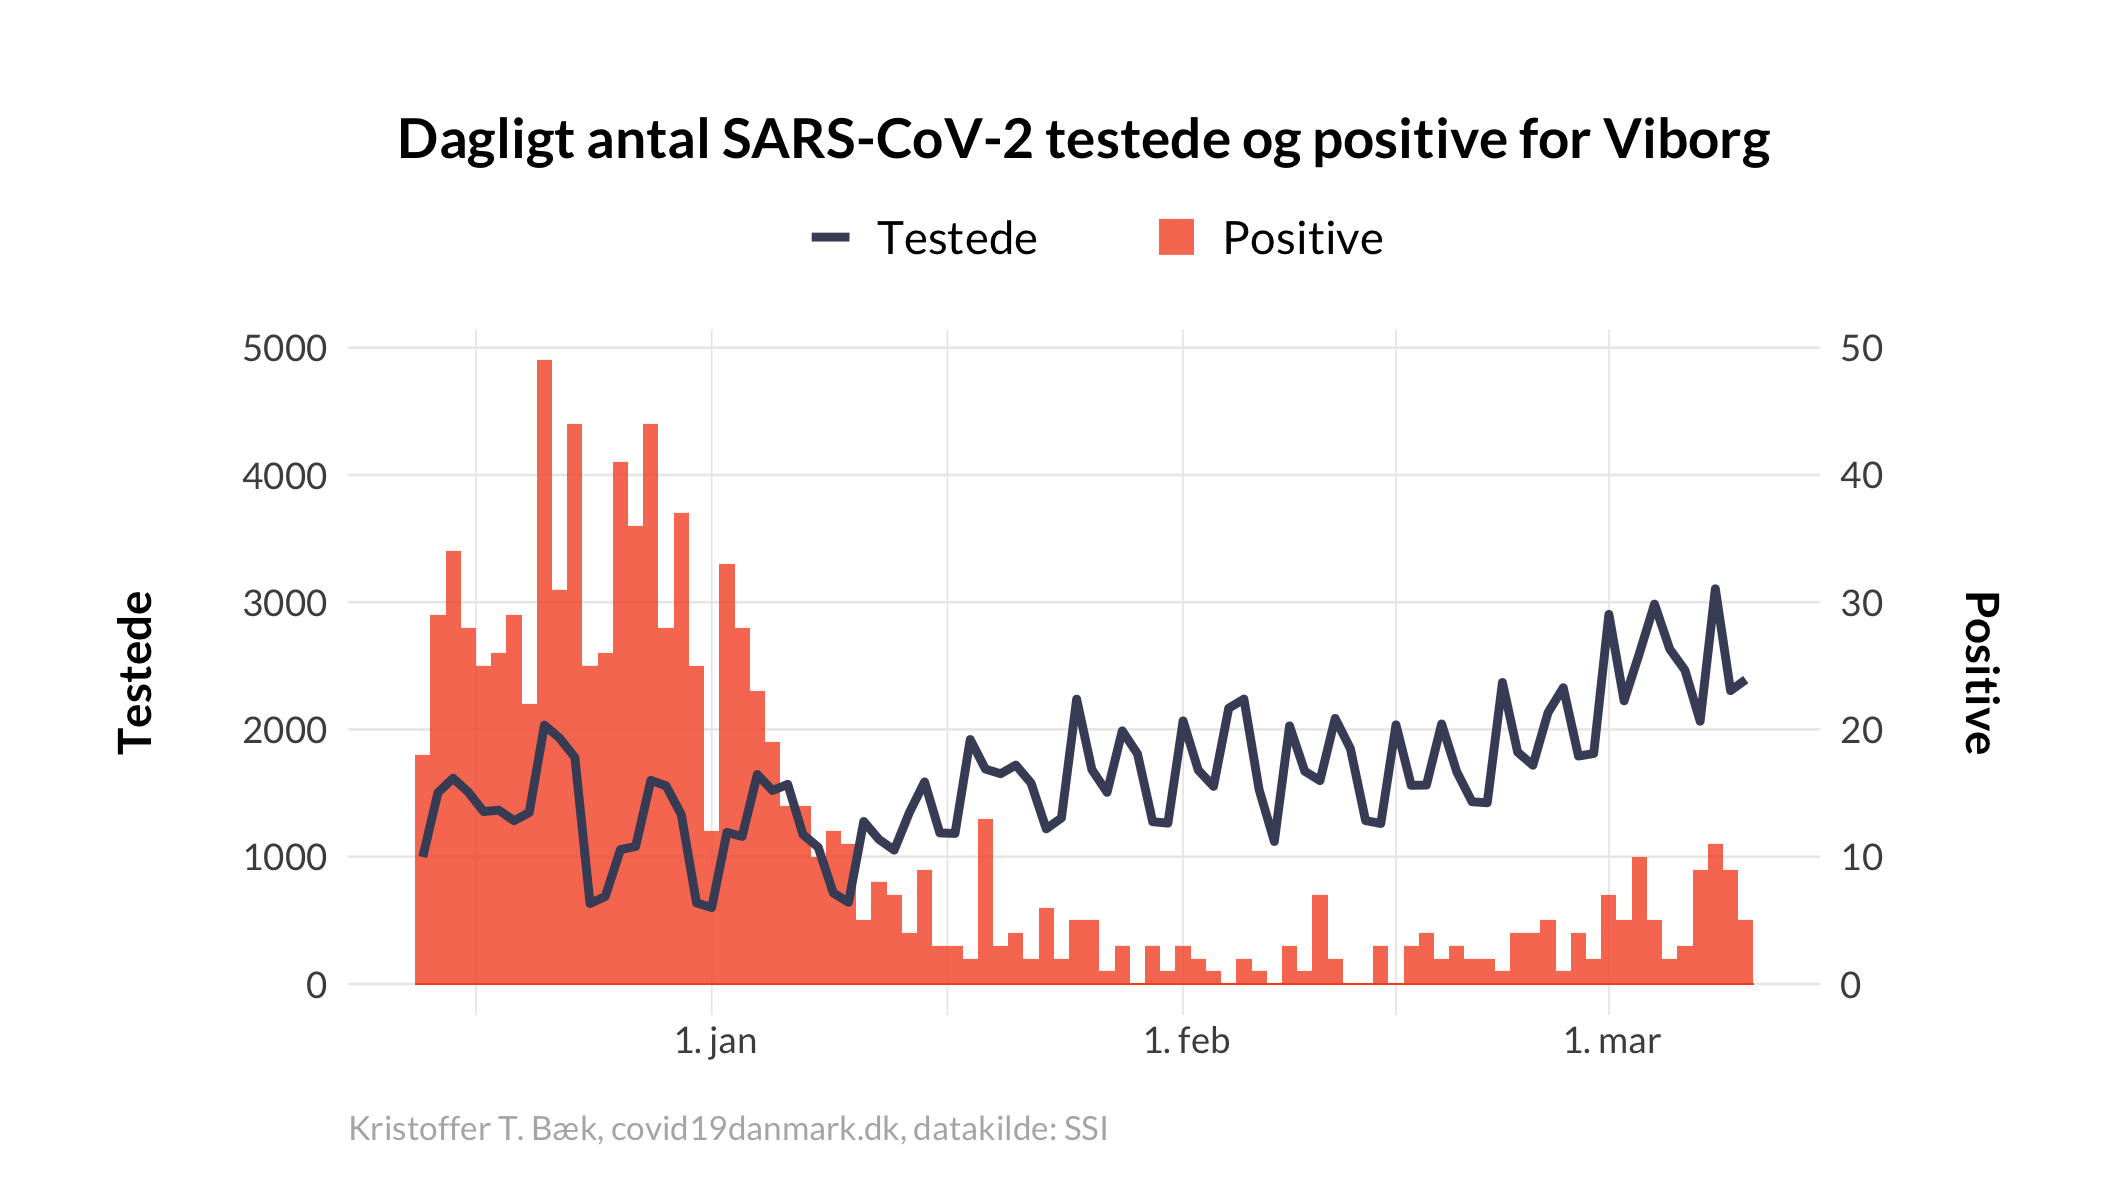 Dagligt antal SARS-CoV-2 testede og positive for Viborg
Testede
Positive
5000
4000
3000
2000
1000
0
Testede
50
40
30
20
10
0
Positive
1. jan
1. feb
1. mar
Kristoffer T. Bæk, covid19danmark.dk, datakilde: SSI